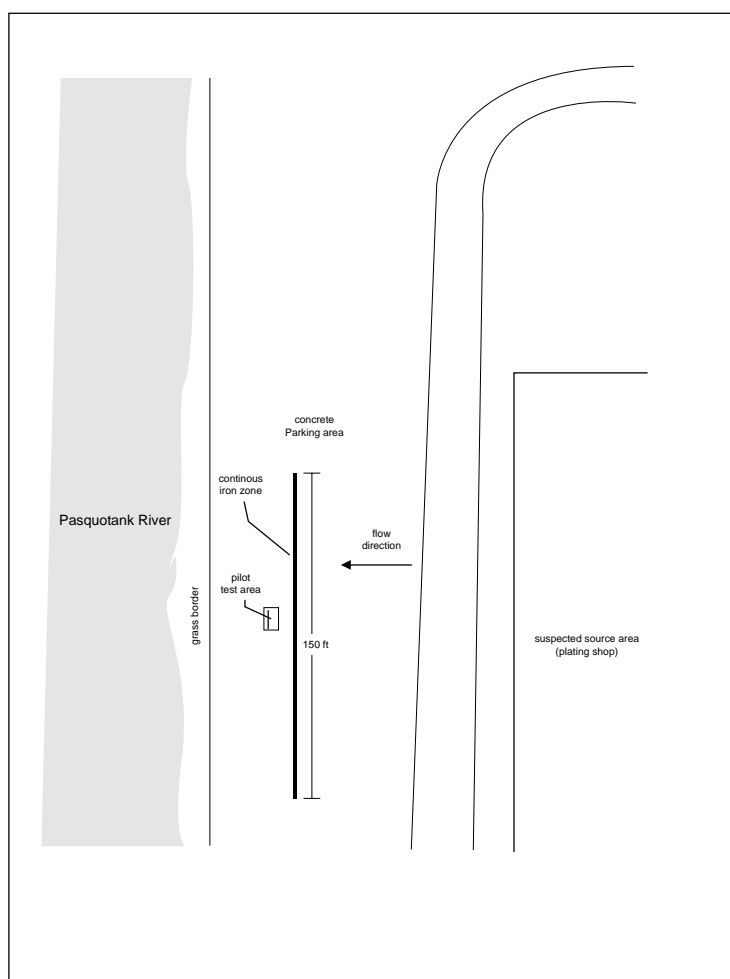 concrete
Parking area
continous
iron zone
flow
direction
Pasquotank River
pilot
test area
grass border
150 ft
suspected source area
(plating shop)